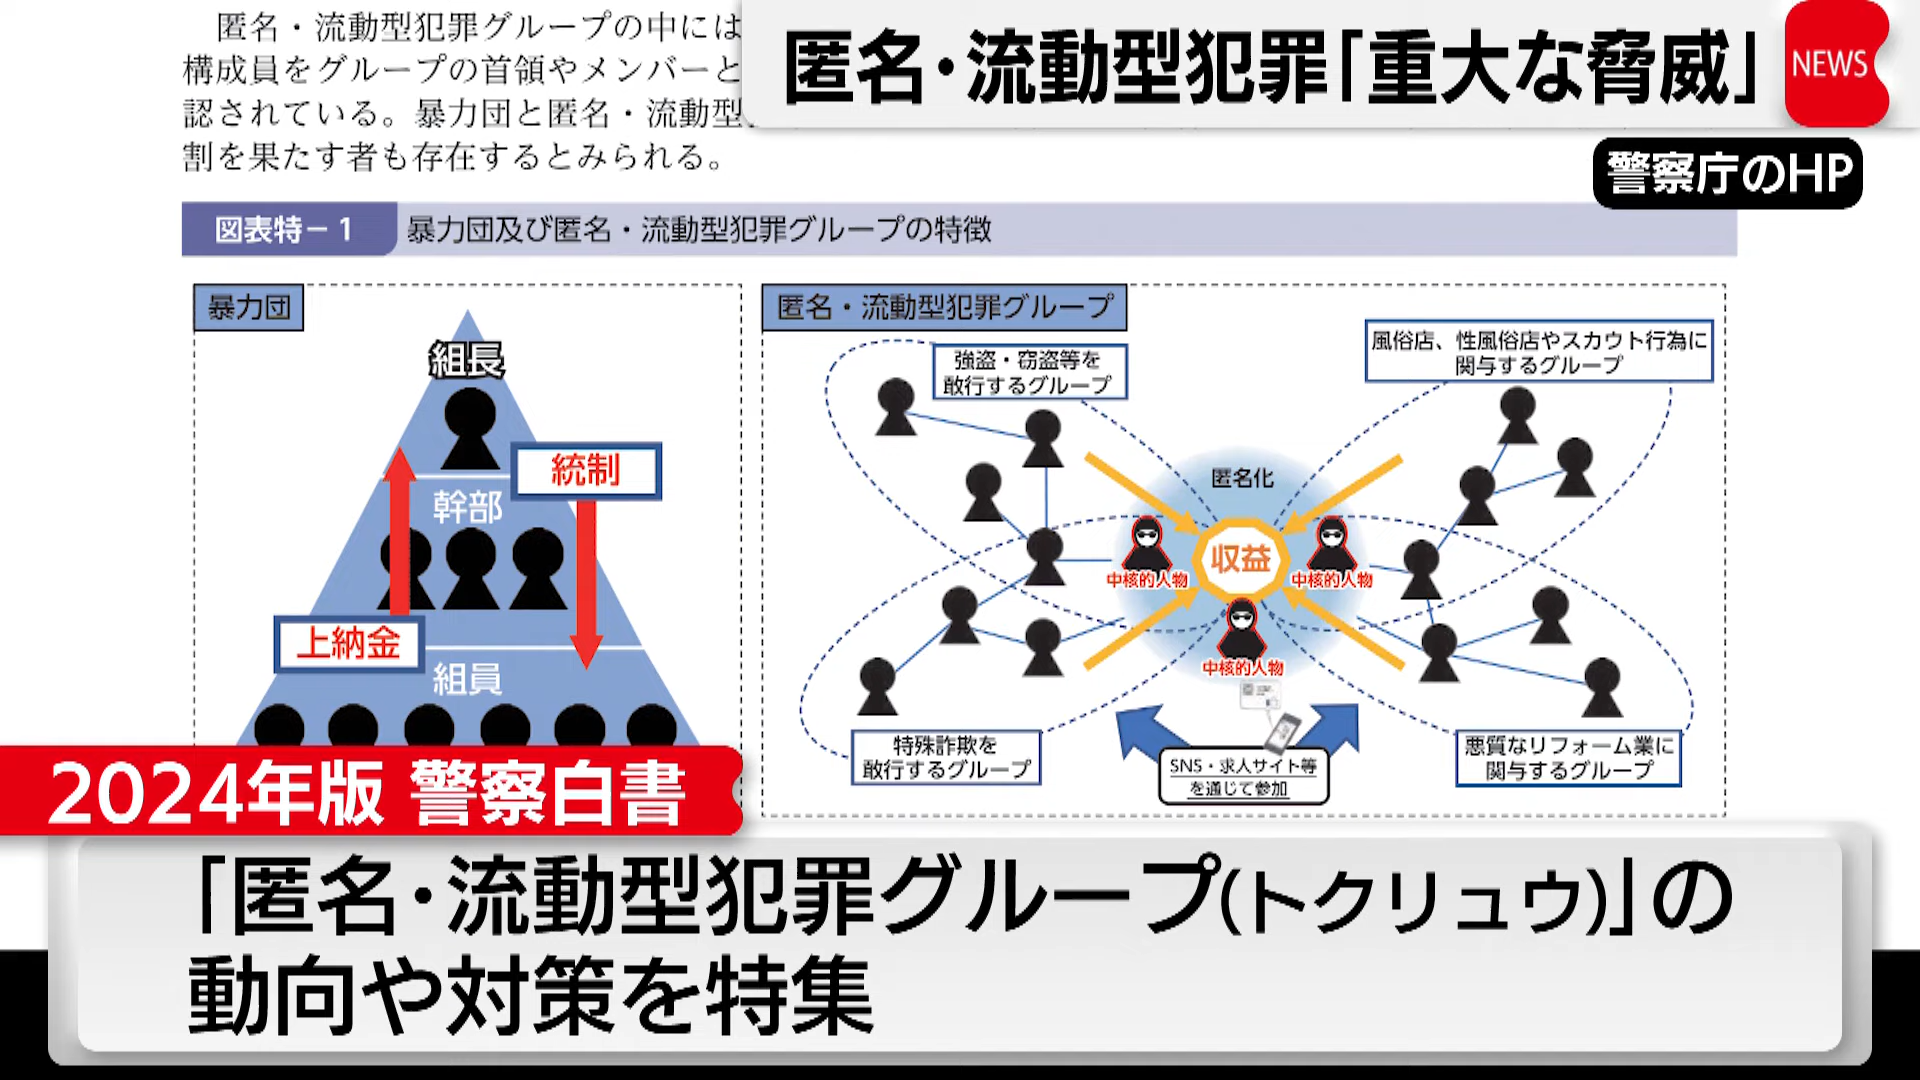 匿名・流動型犯罪グループの中には
構成員をグループの首領やメンバーと
認されている。暴力団と匿名・流動型
割を果たす者も存在するとみられる。
匿名・流動型犯罪「重大な脅威」
NEWS
警察庁のHP
図表特－1
暴力団及び匿名・流動型犯罪グループの特徴
暴力団
組長
統制
幹部
上納金
組員
匿名・流動型犯罪グループ
強盗・窃盗等を
敢行するグループ
風俗店、性風俗店やスカウト行為に
関与するグループ
匿名化
収益
中核的人物
中核的人物
中核的人物
特殊詐欺を
敢行するグループ
SNS・求人サイト等
を通じて参加
悪質なリフォーム業に
関与するグループ
2024年版 警察白書
「匿名・流動型犯罪グループ(トクリュウ)」の
動向や対策を特集